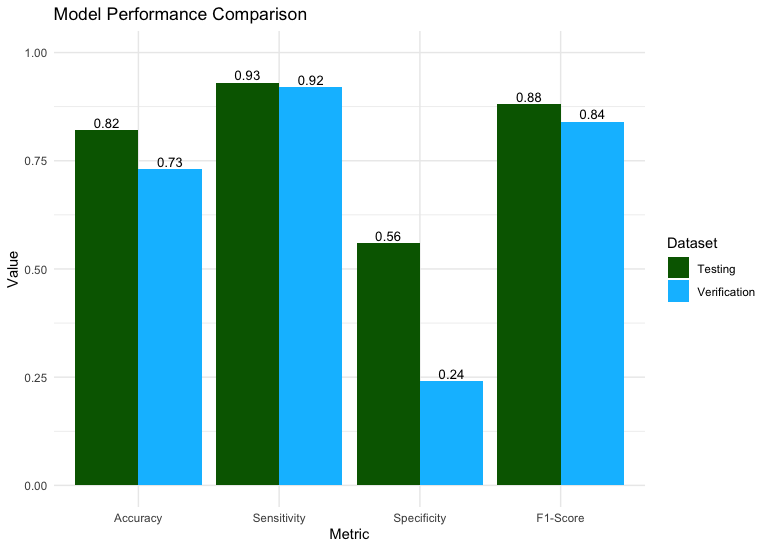 Model Performance Comparison
1.00
0.75
0.50
0.25
0.00
Value
0.82
0.73
0.93
0.92
0.56
0.24
0.88
0.84
Accuracy
Sensitivity
Specificity
F1-Score
Metric
Dataset
Testing
Verification